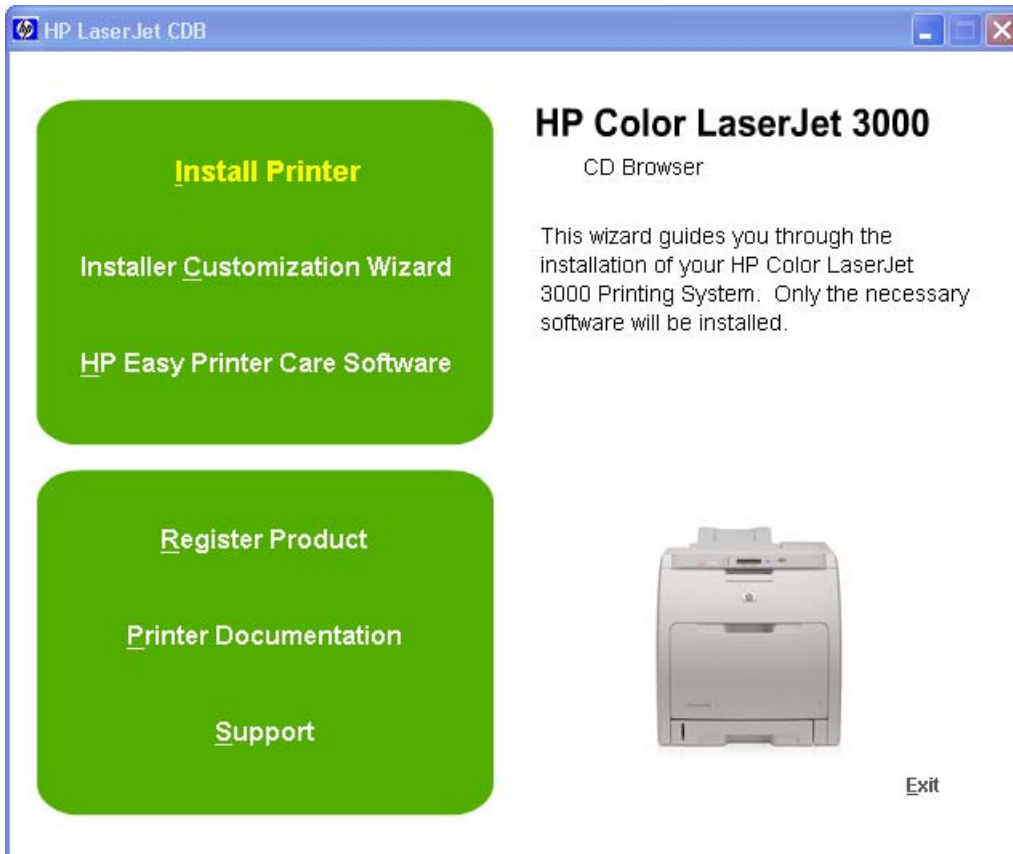 HP LaserJet CDB
Install Printer
Installer Customization Wizard
HP Easy Printer Care Software
Register Product
Printer Documentation
Support
HP Color LaserJet 3000
CD Browser
This wizard guides you through the
installation of your HP Color LaserJet
3000 Printing System.  Only the necessary
software will be installed.
Exit